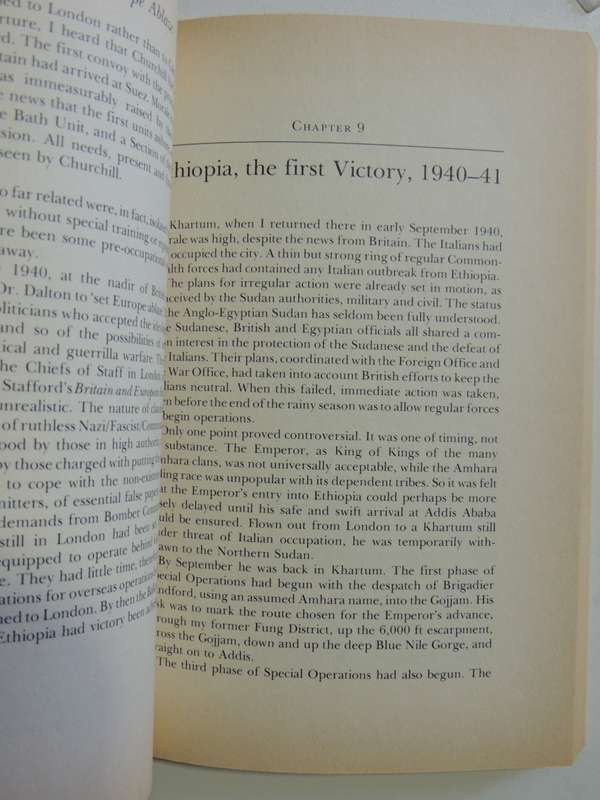 pe Ablaze
ned to London rather than to
rture, I heard that Churchill
d. The first convoy with the
tain had arrived at Suez.
as immeasurably raised by
e news that the first units
e Bath Unit, and a Section of
sion. All needs, present and
seen by Churchill.
so far related were, in fact,
without special training or
re been some
away.
1940, at the nadir of
Dr. Dalton to 'set Europe ablaze
oliticians who accepted the
and so of the possibilities of
ical and guerrilla warfare. The
the Chiefs of Staff in London
Stafford's Britain and European
unrealistic. The nature of
of ruthless Nazi/Fascist/
ood by those in high
by those charged with putting
to cope with the
mitters, of essential false papers
demands from Bomber
still in London had been
equipped to operate behind
e. They had little time,
ations for overseas
ned to London. By then the
Ethiopia had victory been
CHAPTER 9
thiopia, the first Victory, 1940–41
Khartum, when I returned there in early September 1940,
rale was high, despite the news from Britain. The Italians had
occupied the city. A thin but strong ring of regular Common-
alth forces had contained any Italian outbreak from Ethiopia.
The plans for irregular action were already set in motion, as
ceived by the Sudan authorities, military and civil. The status
the Anglo-Egyptian Sudan has seldom been fully understood.
e Sudanese, British and Egyptian officials all shared a com-
n interest in the protection of the Sudanese and the defeat of
Italians. Their plans, coordinated with the Foreign Office and
War Office, had taken into account British efforts to keep the
lians neutral. When this failed, immediate action was taken,
en before the end of the rainy season was to allow regular forces
begin operations.
Only one point proved controversial. It was one of timing, not
substance. The Emperor, as King of Kings of the many
nhara clans, was not universally acceptable, while the Amhara
ling race was unpopular with its dependent tribes. So it was felt
at the Emperor's entry into Ethiopia could perhaps be more
sely delayed until his safe and swift arrival at Addis Ababa
uld be ensured. Flown out from London to a Khartum still
der threat of Italian occupation, he was temporarily with-
awn to the Northern Sudan.
By September he was back in Khartum. The first phase of
pecial Operations had begun with the despatch of Brigadier
ndford, using an assumed Amhara name, into the Gojjam. His
sk was to mark the route chosen for the Emperor's advance,
rough my former Fung District, up the 6,000 ft escarpment,
ross the Gojjam, down and up the deep Blue Nile Gorge, and
aight on to Addis.
The third phase of Special Operations had also begun. The